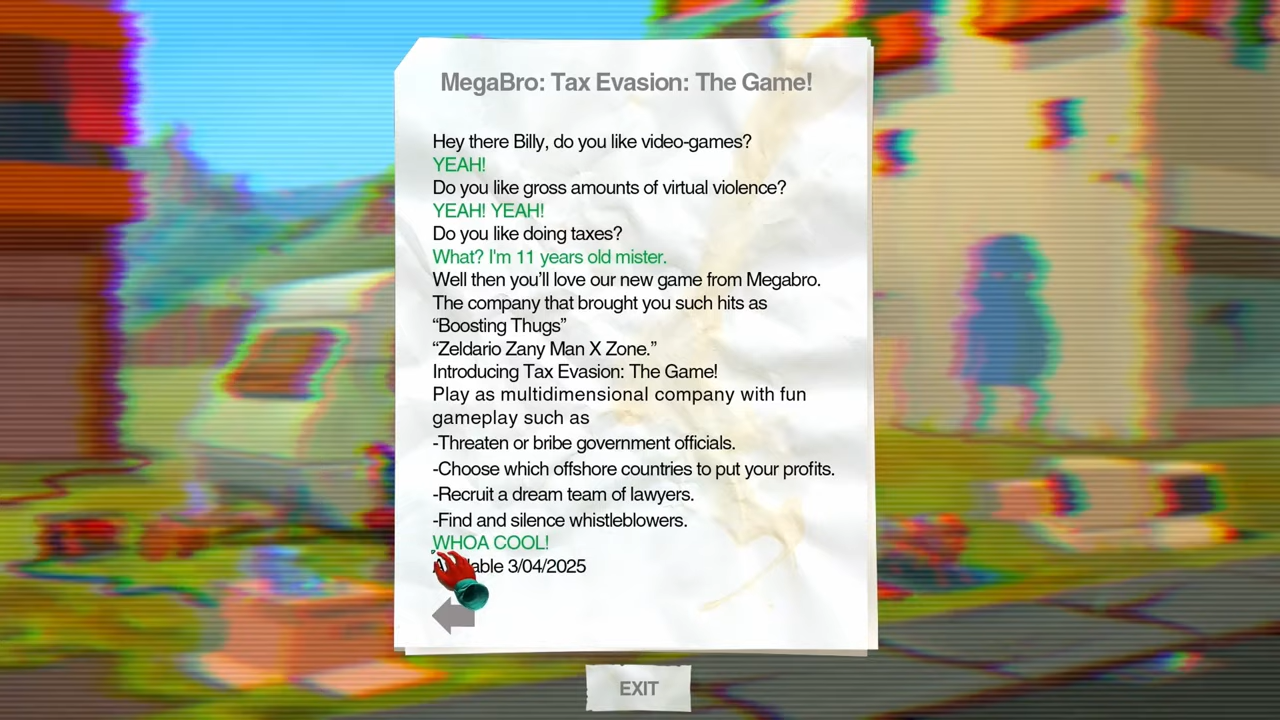 MegaBro: Tax Evasion: The Game!
Hey there Billy, do you like video-games?
YEAH!
Do you like gross amounts of virtual violence?
YEAH! YEAH!
Do you like doing taxes?
What? I'm 11 years old mister.
Well then you'll love our new game from Megabro.
The company that brought you such hits as
“Boosting Thugs”
“Zeldario Zany Man X Zone.”
Introducing Tax Evasion: The Game!
Play as multidimensional company with fun
gameplay such as
-Threaten or bribe government officials.
-Choose which offshore countries to put your profits.
-Recruit a dream team of lawyers.
-Find and silence whistleblowers.
WHOA COOL!
3/04/2025
EXIT